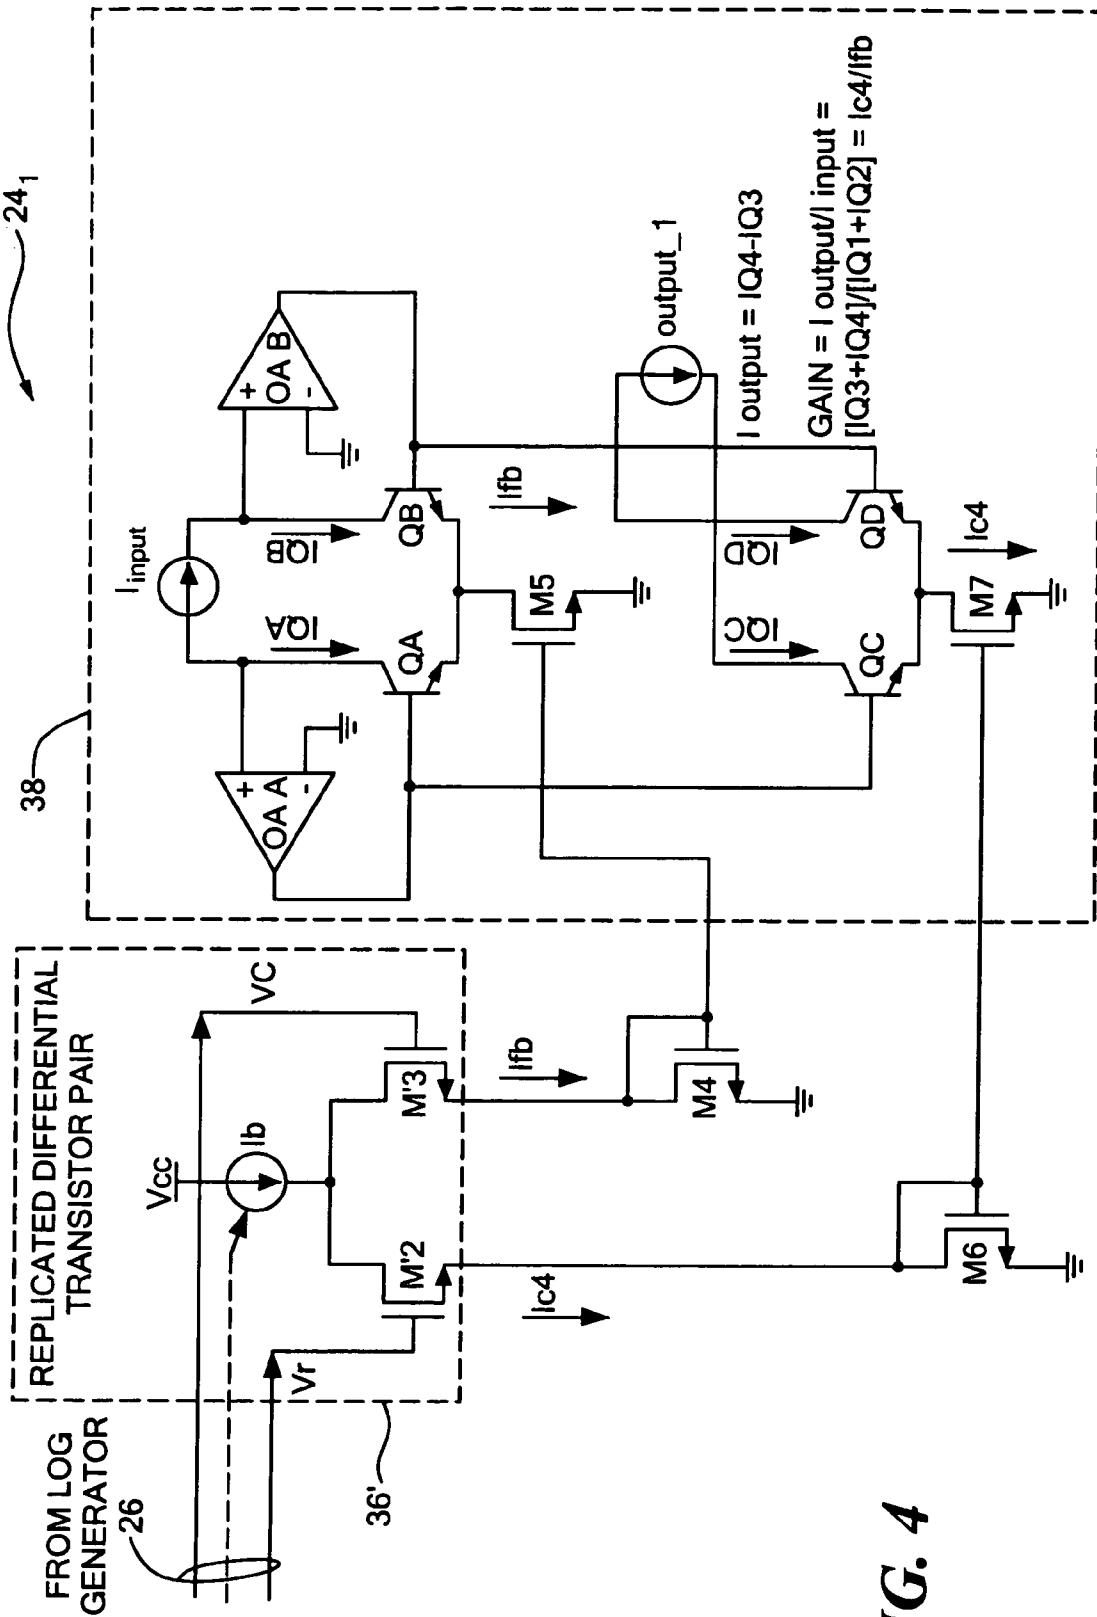 24₁
38
FROM LOG
GENERATOR
26
REPLICATED DIFFERENTIAL
TRANSISTOR PAIR
Vcc
Ib
VC
Vr
M'2
M'3
36'
Ic4
Ifb
M4
M6
I input
+
OA A
-
+
OA B
-
IQA
IQB
QA
QB
Ifb
M5
output_1
IQC
IQD
QC
QD
I output = IQ4-IQ3
GAIN = I output/I input =
[IQ3+IQ4]/[IQ1+IQ2] = Ic4/Ifb
Ic4
M7
IG. 4